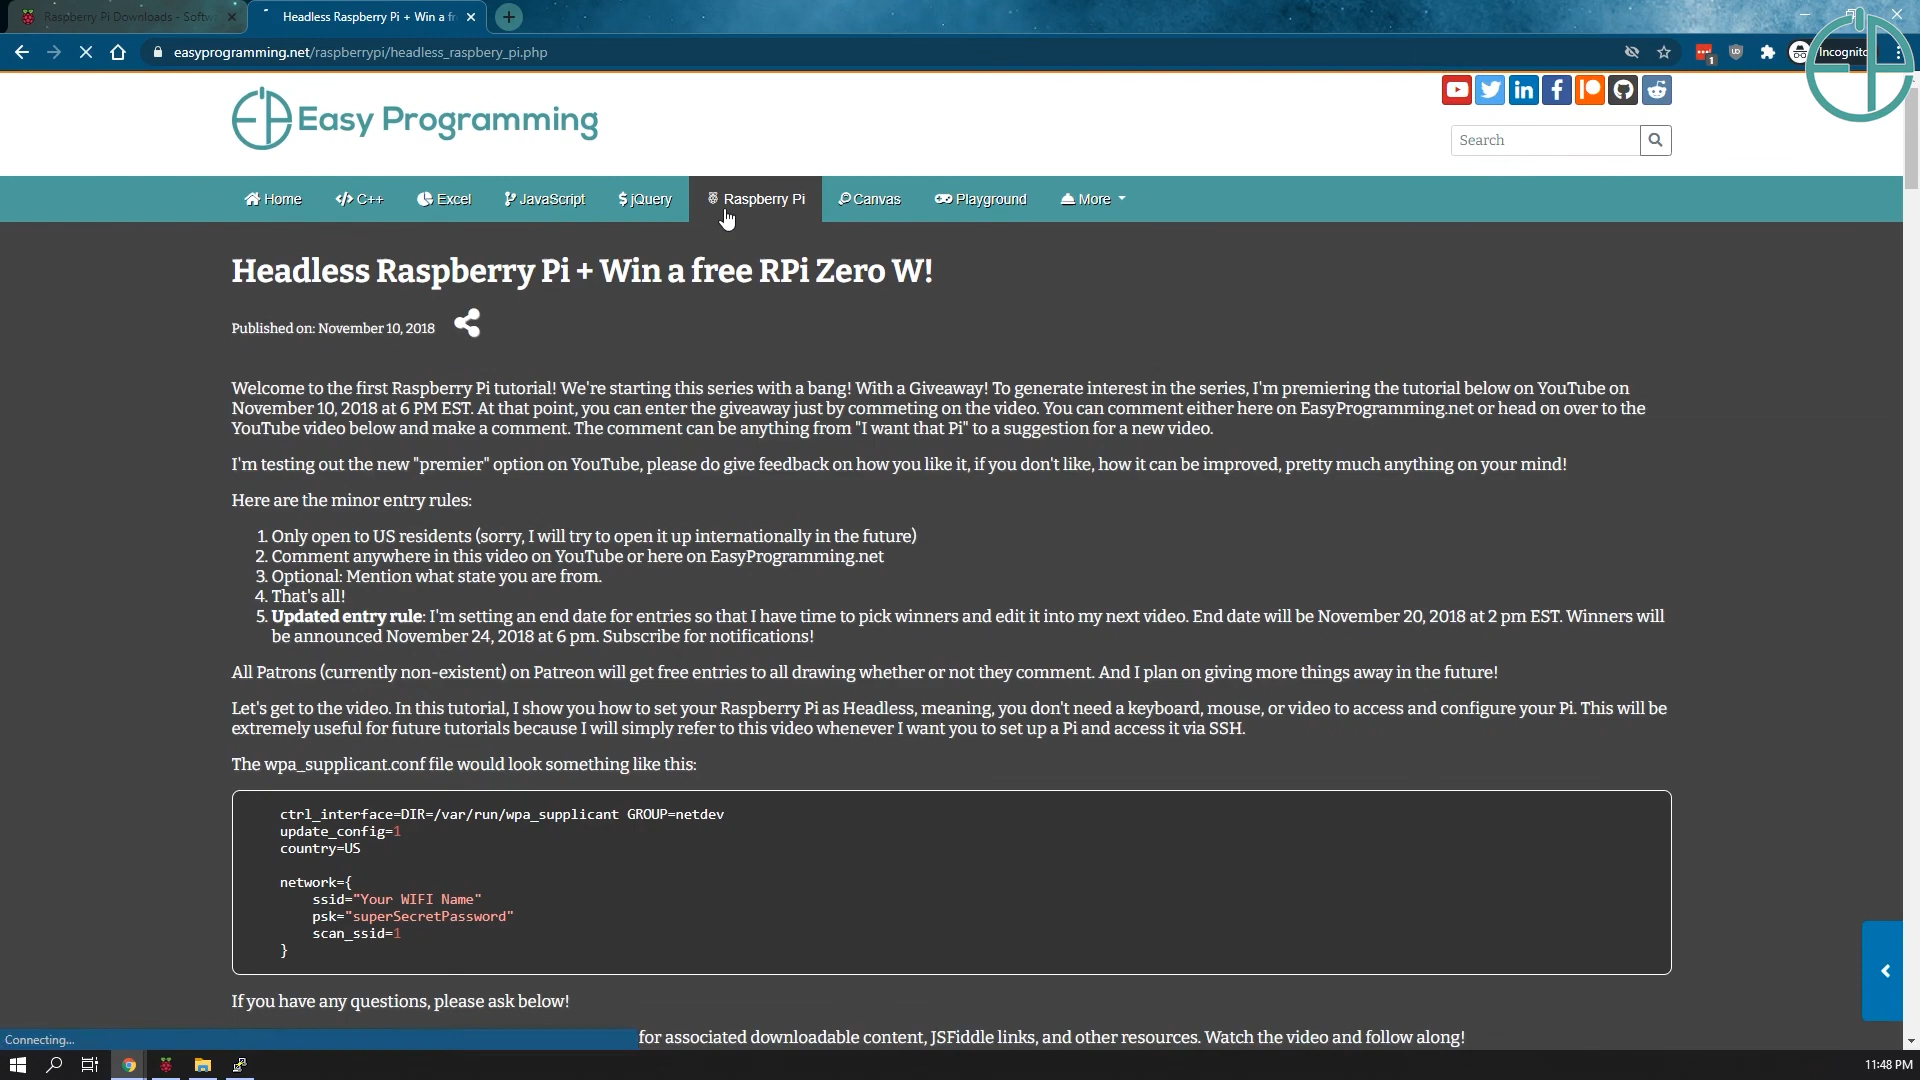 Raspberry Pi Downloads - Softw
Headless Raspberry Pi + Win a fr
easyprogramming.net/raspberrypi/headless_raspbery_pi.php
1
Incognito
Easy Programming
Search
Home
C++
Excel
JavaScript
jQuery
Raspberry Pi
Canvas
Playground
More
Headless Raspberry Pi + Win a free RPi Zero W!
Published on: November 10, 2018
Welcome to the first Raspberry Pi tutorial! We're starting this series with a bang! With a Giveaway! To generate interest in the series, I'm premiering the tutorial below on YouTube on
November 10, 2018 at 6 PM EST. At that point, you can enter the giveaway just by commeting on the video. You can comment either here on EasyProgramming.net or head on over to the
YouTube video below and make a comment. The comment can be anything from "I want that Pi" to a suggestion for a new video.
I'm testing out the new "premier" option on YouTube, please do give feedback on how you like it, if you don't like, how it can be improved, pretty much anything on your mind!
Here are the minor entry rules:
1. Only open to US residents (sorry, I will try to open it up internationally in the future)
2. Comment anywhere in this video on YouTube or here on EasyProgramming.net
3. Optional: Mention what state you are from.
4. That's all!
5. Updated entry rule: I'm setting an end date for entries so that I have time to pick winners and edit it into my next video. End date will be November 20, 2018 at 2 pm EST. Winners will
be announced November 24, 2018 at 6 pm. Subscribe for notifications!
All Patrons (currently non-existent) on Patreon will get free entries to all drawing whether or not they comment. And I plan on giving more things away in the future!
Let's get to the video. In this tutorial, I show you how to set your Raspberry Pi as Headless, meaning, you don't need a keyboard, mouse, or video to access and configure your Pi. This will be
extremely useful for future tutorials because I will simply refer to this video whenever I want you to set up a Pi and access it via SSH.
The wpa_supplicant.conf file would look something like this:
ctrl_interface=DIR=/var/run/wpa_supplicant GROUP=netdev
update_config=1
country=US
network={
ssid="Your WIFI Name"
psk="superSecretPassword"
scan_ssid=1
}
If you have any questions, please ask below!
for associated downloadable content, JSFiddle links, and other resources. Watch the video and follow along!
Connecting...
11:48 PM